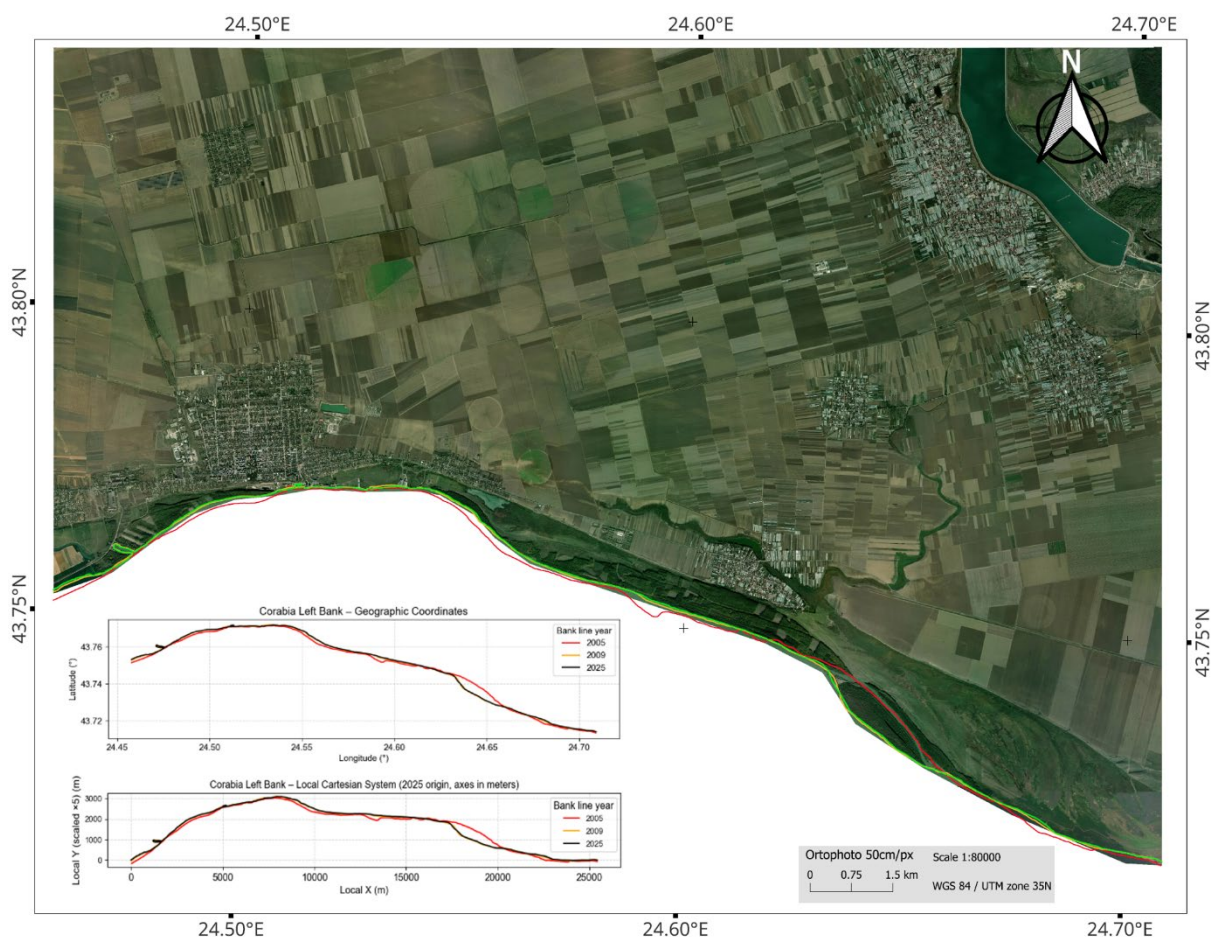 24.50°E 24.60°E 24.70°E
N
43.80°N
43.80°N
43.75°N
43.75°N
Corabia Left Bank – Geographic Coordinates
Bank line year
2005
2009
2025
43.76
43.74
43.72
Latitude (°)
24.45 24.50 24.55 24.60 24.65 24.70
Longitude (°)
Corabia Left Bank – Local Cartesian System (2025 origin, axes in meters)
Bank line year
2005
2009
2025
3000
2000
1000
0
Local Y (scaled ×5) (m)
0 5000 10000 15000 20000 25000
Local X (m)
Ortophoto 50cm/px Scale 1:80000
0 0.75 1.5 km
WGS 84 / UTM zone 35N
24.50°E 24.60°E 24.70°E